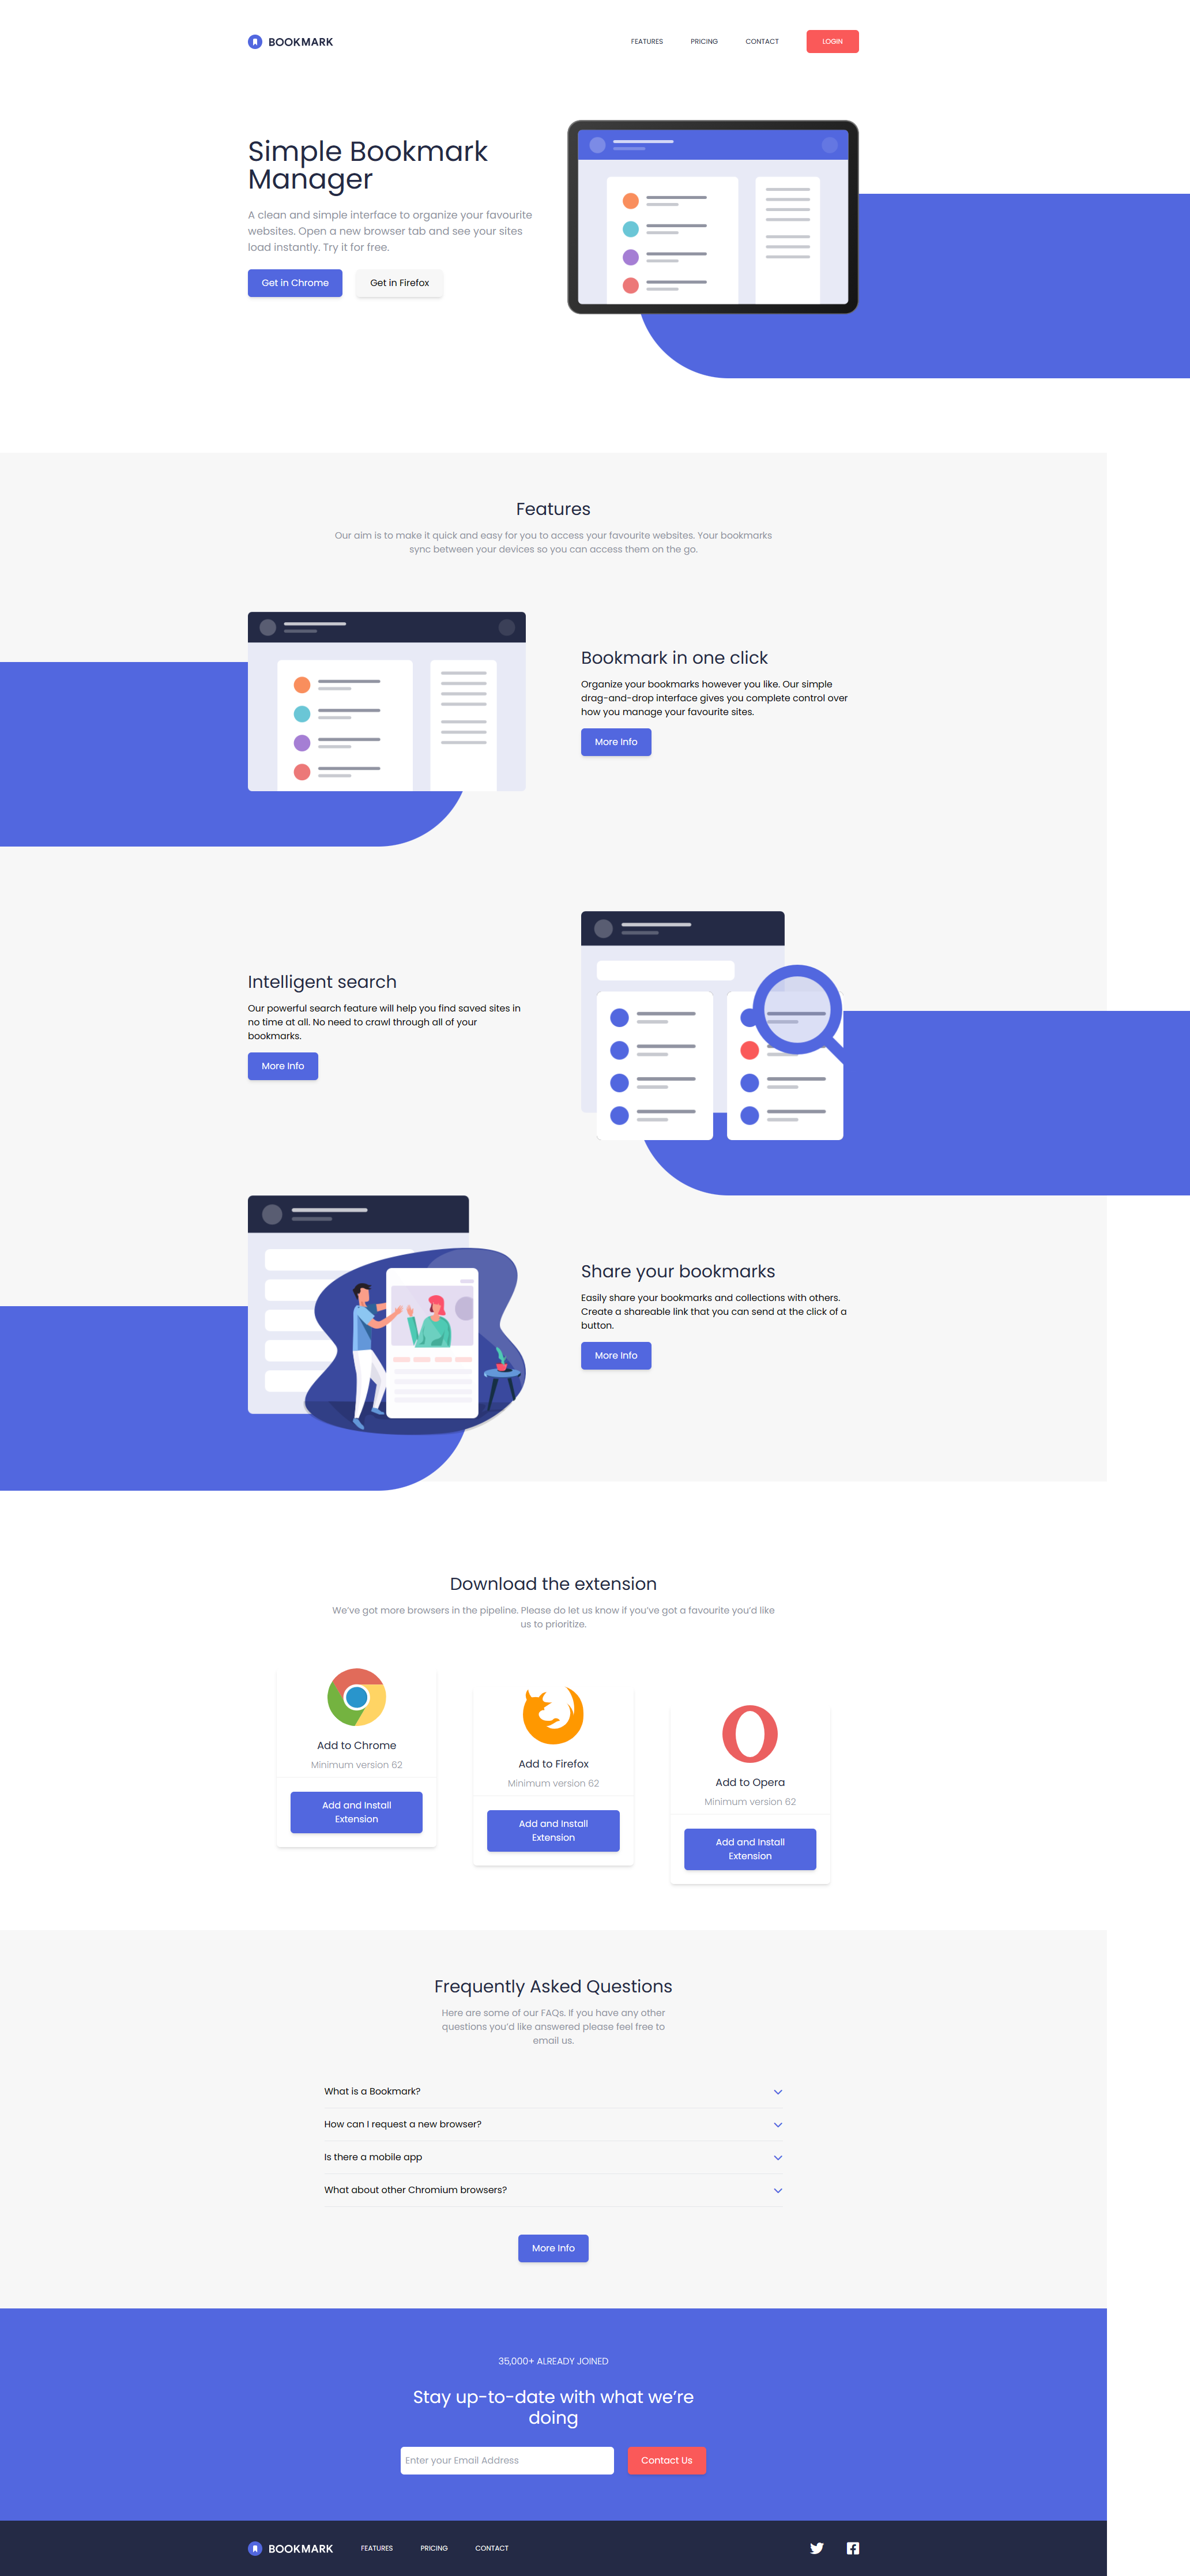 BOOKMARK
FEATURES PRICING CONTACT LOGIN
Simple Bookmark
Manager
A clean and simple interface to organize your favourite
websites. Open a new browser tab and see your sites
load instantly. Try it for free.
Get in Chrome Get in Firefox
Features
Our aim is to make it quick and easy for you to access your favourite websites. Your bookmarks
sync between your devices so you can access them on the go.
Bookmark in one click
Organize your bookmarks however you like. Our simple
drag-and-drop interface gives you complete control over
how you manage your favourite sites.
More Info
Intelligent search
Our powerful search feature will help you find saved sites in
no time at all. No need to crawl through all of your
bookmarks.
More Info
Share your bookmarks
Easily share your bookmarks and collections with others.
Create a shareable link that you can send at the click of a
button.
More Info
Download the extension
We've got more browsers in the pipeline. Please do let us know if you've got a favourite you'd like
us to prioritize.
Add to Chrome
Minimum version 62
Add and Install
Extension
Add to Firefox
Minimum version 62
Add and Install
Extension
Add to Opera
Minimum version 62
Add and Install
Extension
Frequently Asked Questions
Here are some of our FAQs. If you have any other
questions you'd like answered please feel free to
email us.
What is a Bookmark?
How can I request a new browser?
Is there a mobile app
What about other Chromium browsers?
More Info
35,000+ ALREADY JOINED
Stay up-to-date with what we're
doing
Enter your Email Address Contact Us
BOOKMARK FEATURES PRICING CONTACT